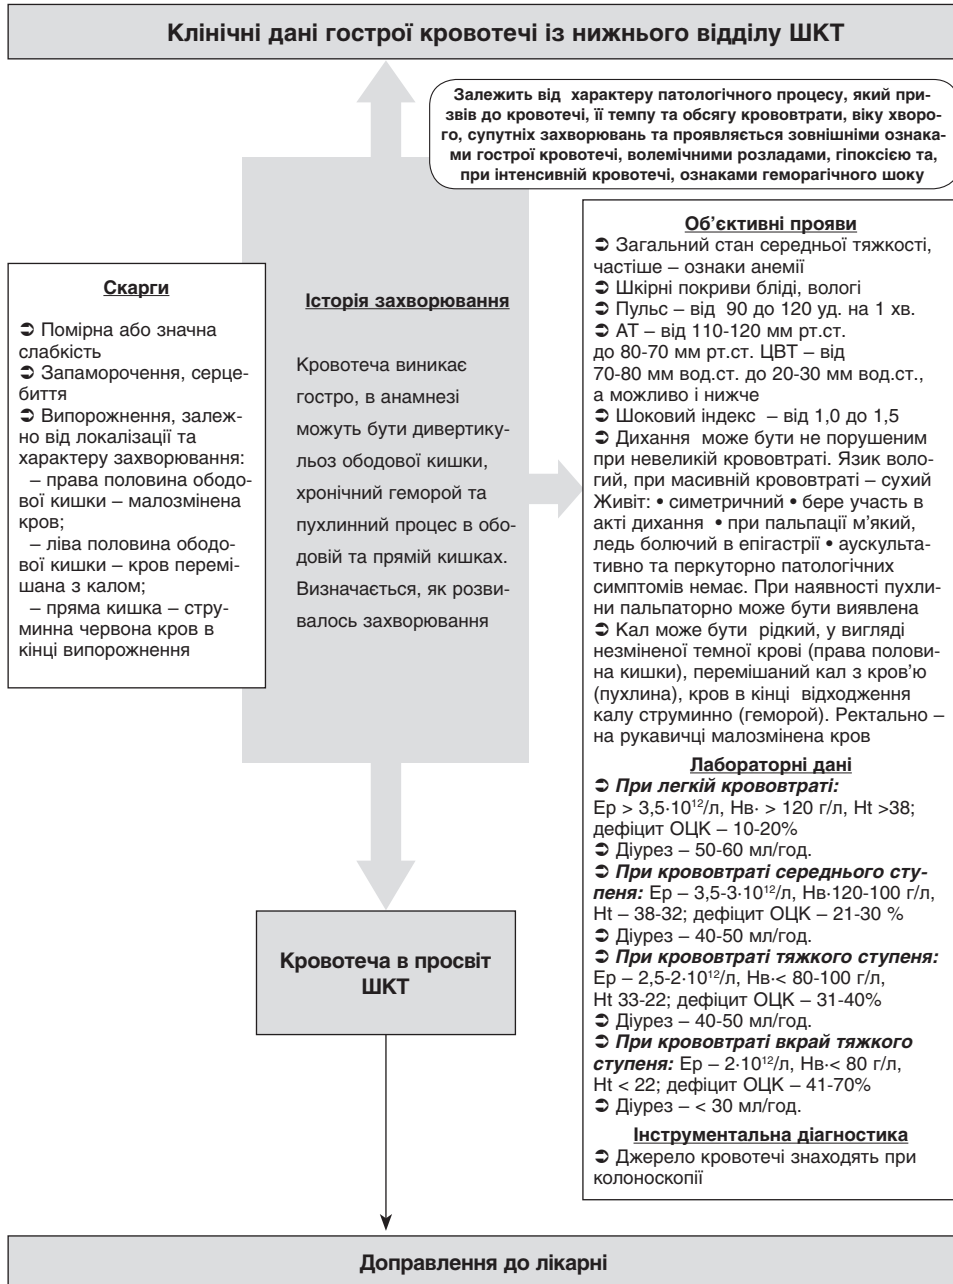 Клінічні дані гострої кровотечі із нижнього відділу ШКТ
Залежить від характеру патологічного процесу, який при-
звів до кровотечі, її темпу та обсягу крововтрати, віку хворо-
го, супутніх захворювань та проявляється зовнішніми ознака-
ми гострої кровотечі, волемічними розладами, гіпоксією та,
при інтенсивній кровотечі, ознаками геморагічного шоку
Скарги
➲ Помірна або значна
слабкість
➲ Запаморочення, серце-
биття
➲ Випорожнення, залеж-
но від локалізації та
характеру захворювання:
– права половина ободо-
вої кишки – малозмінена
кров;
– ліва половина ободо-
вої кишки – кров перемі-
шана з калом;
– пряма кишка – стру-
минна червона кров в
кінці випорожнення
Історія захворювання
Кровотеча виникає
гостро, в анамнезі
можуть бути дивертику-
льоз ободової кишки,
хронічний геморой та
пухлинний процес в обо-
довій та прямій кишках.
Визначається, як розви-
валось захворювання
Об’єктивні прояви
➲ Загальний стан середньої тяжкості,
частіше – ознаки анемії
➲ Шкірні покриви бліді, вологі
➲ Пульс – від 90 до 120 уд. на 1 хв.
➲ АТ – від 110-120 мм рт.ст.
до 80-70 мм рт.ст. ЦВТ – від
70-80 мм вод.ст. до 20-30 мм вод.ст.,
а можливо і нижче
➲ Шоковий індекс – від 1,0 до 1,5
➲ Дихання може бути не порушеним
при невеликій крововтраті. Язик воло-
гий, при масивній крововтраті – сухий
Живіт: • симетричний • бере участь в
акті дихання • при пальпації м’який,
ледь болючий в епігастрії • аускульта-
тивно та перкуторно патологічних
симптомів немає. При наявності пухли-
ни пальпаторно може бути виявлена
➲ Кал може бути рідкий, у вигляді
незміненої темної крові (права полови-
на кишки), перемішаний кал з кров’ю
(пухлина), кров в кінці відходження
калу струминно (геморой). Ректально –
на рукавичці малозмінена кров
Лабораторні дані
➲ При легкій крововтраті:
Ер > 3,5·10¹²/л, Нв· > 120 г/л, Ht >38;
дефіцит ОЦК – 10-20%
➲ Діурез – 50-60 мл/год.
➲ При крововтраті середнього сту-
пеня: Ер – 3,5-3·10¹²/л, Нв·120-100 г/л,
Ht – 38-32; дефіцит ОЦК – 21-30 %
➲ Діурез – 40-50 мл/год.
➲ При крововтраті тяжкого ступеня:
Ер – 2,5-2·10¹²/л, Нв·< 80-100 г/л,
Ht 33-22; дефіцит ОЦК – 31-40%
➲ Діурез – 40-50 мл/год.
➲ При крововтраті вкрай тяжкого
ступеня: Ер – 2·10¹²/л, Нв·< 80 г/л,
Ht < 22; дефіцит ОЦК – 41-70%
➲ Діурез – < 30 мл/год.
Інструментальна діагностика
➲ Джерело кровотечі знаходять при
колоноскопії
Кровотеча в просвіт
ШКТ
Доправлення до лікарні